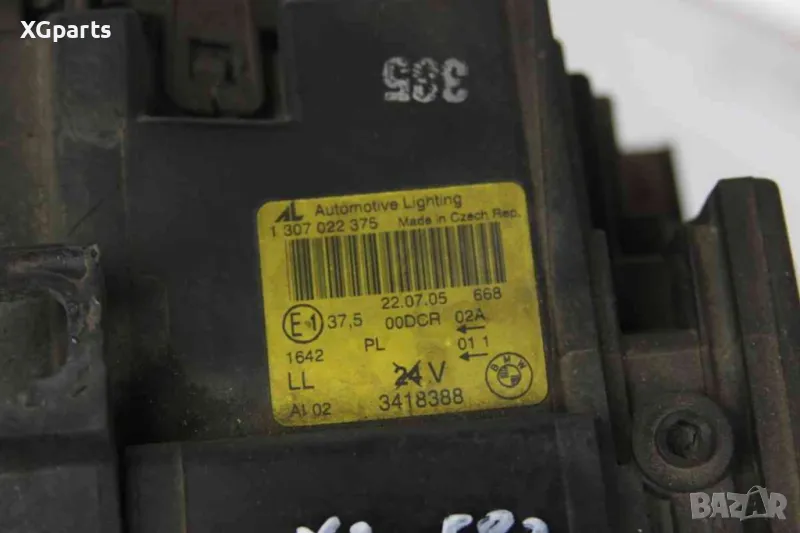 XGparts
365
AL Automotive Lighting
1 307 022 375 Made in Czech Rep.
22.07.05 668
E1 37,5 00DCR 02A
1642 PL 01 1
LL 24 V BMW
AI 02 3418388
BAZAR